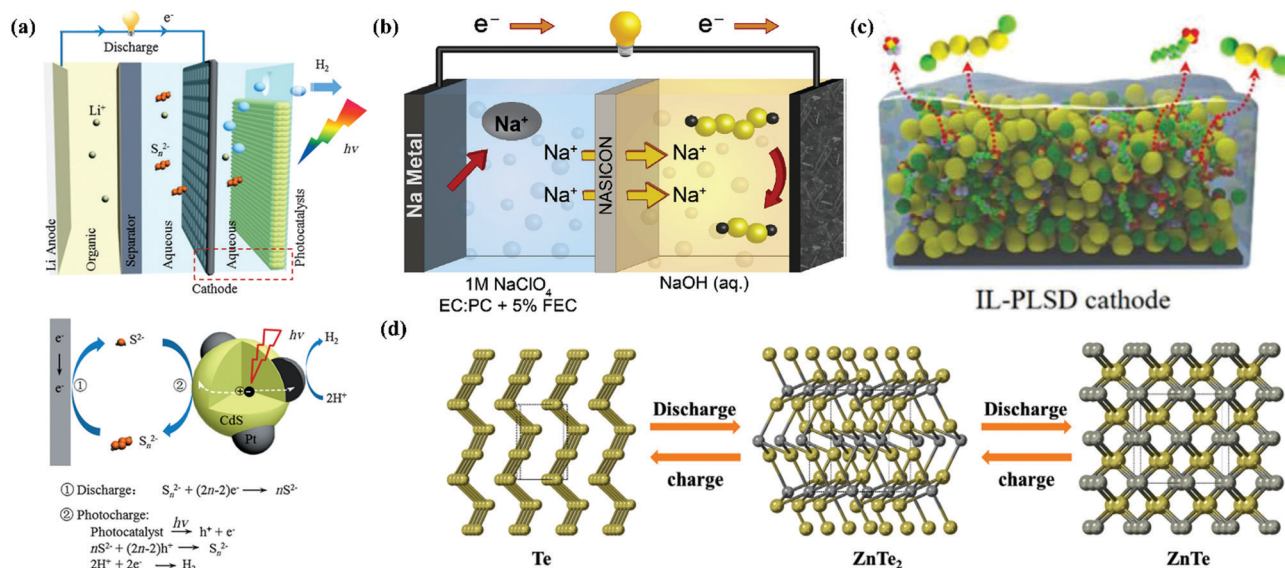 (a)
e⁻
Discharge
H₂
Li⁺
hv
Sₙ²⁻
Li Anode
Organic
Separator
Aqueous
Aqueous
Photocatalysts
Cathode
e⁻
S²⁻
hv
H₂
①
②
e⁻
CdS
2H⁺
Sₙ²⁻
Pt
① Discharge: Sₙ²⁻ + (2n-2)e⁻ → nS²⁻
② Photocharge:
Photocatalyst hv→ h⁺ + e⁻
nS²⁻ + (2n-2)h⁺ → Sₙ²⁻
2H⁺ + 2e⁻ → H₂
(b)
e⁻
e⁻
Na Metal
Na⁺
NASICON
Na⁺
Na⁺
Na⁺
Na⁺
1M NaClO₄
EC:PC + 5% FEC
NaOH (aq.)
(c)
IL-PLSD cathode
(d)
Discharge
charge
Discharge
charge
Te
ZnTe₂
ZnTe